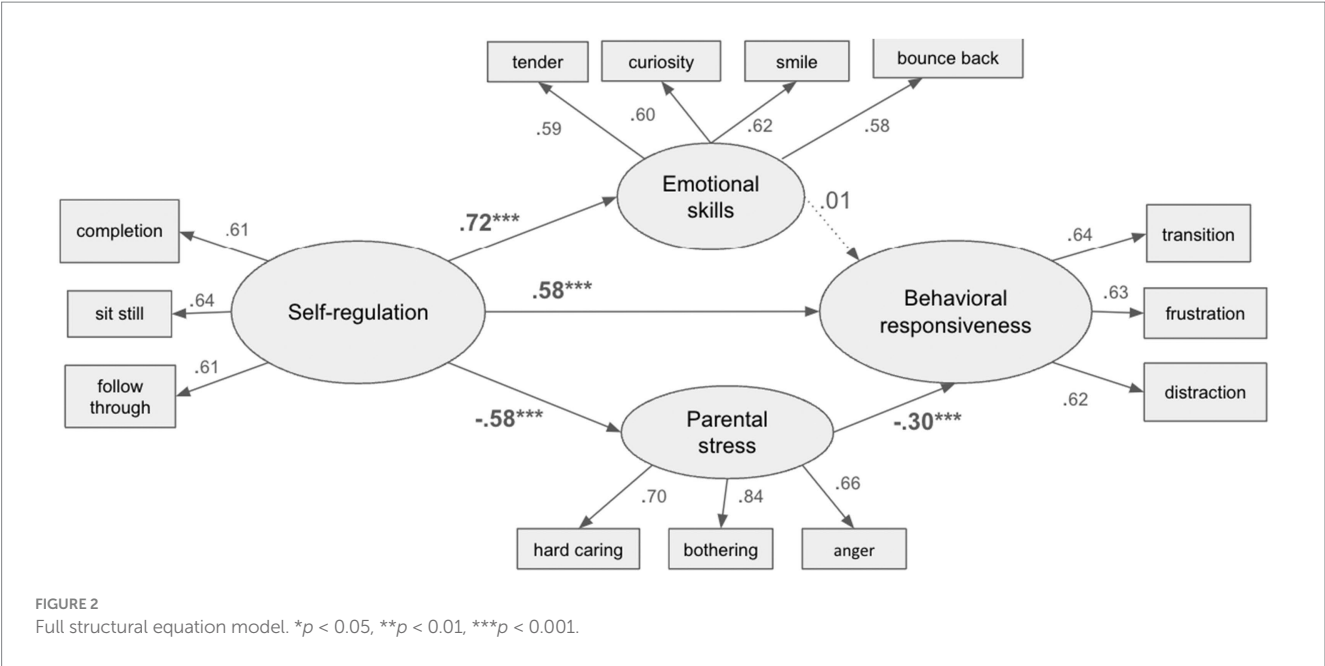 tender
curiosity
smile
bounce back
.59
.60
.62
.58
Emotional
skills
.01
.72***
completion
.61
sit still
.64
follow
through
.61
Self-regulation
.58***
Behavioral
responsiveness
.64
transition
.63
frustration
.62
distraction
-.58***
Parental
stress
-.30***
.70
.84
.66
hard caring
bothering
anger
FIGURE 2
Full structural equation model. *p < 0.05, **p < 0.01, ***p < 0.001.